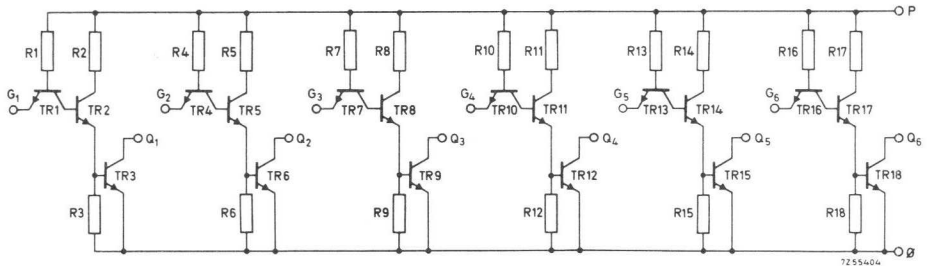 P
R1 R2 R4 R5 R7 R8 R10 R11 R13 R14 R16 R17
G1 TR1 TR2 G2 TR4 TR5 G3 TR7 TR8 G4 TR10 TR11 G5 TR13 TR14 G6 TR16 TR17
Q1 Q2 Q3 Q4 Q5 Q6
TR3 TR6 TR9 TR12 TR15 TR18
R3 R6 R9 R12 R15 R18
Ø
7Z55404